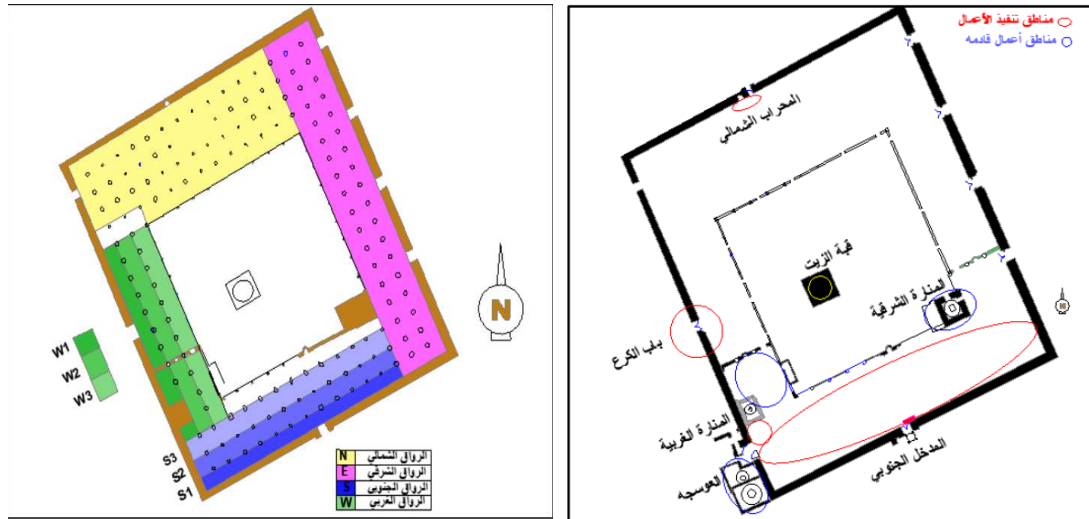 N
W1
W2
W3
S3
S2
S1
N الرواق الشمالي
E الرواق الشرقي
S الرواق الجنوبي
W الرواق الغربي
مناطق تنفيذ الأعمال
مناطق أعمال قادمه
المحراب الشمالي
قبة الزيت
المنارة الشرقية
باب الكرع
المنارة الغربية
المدخل الجنوبي
العوسجه